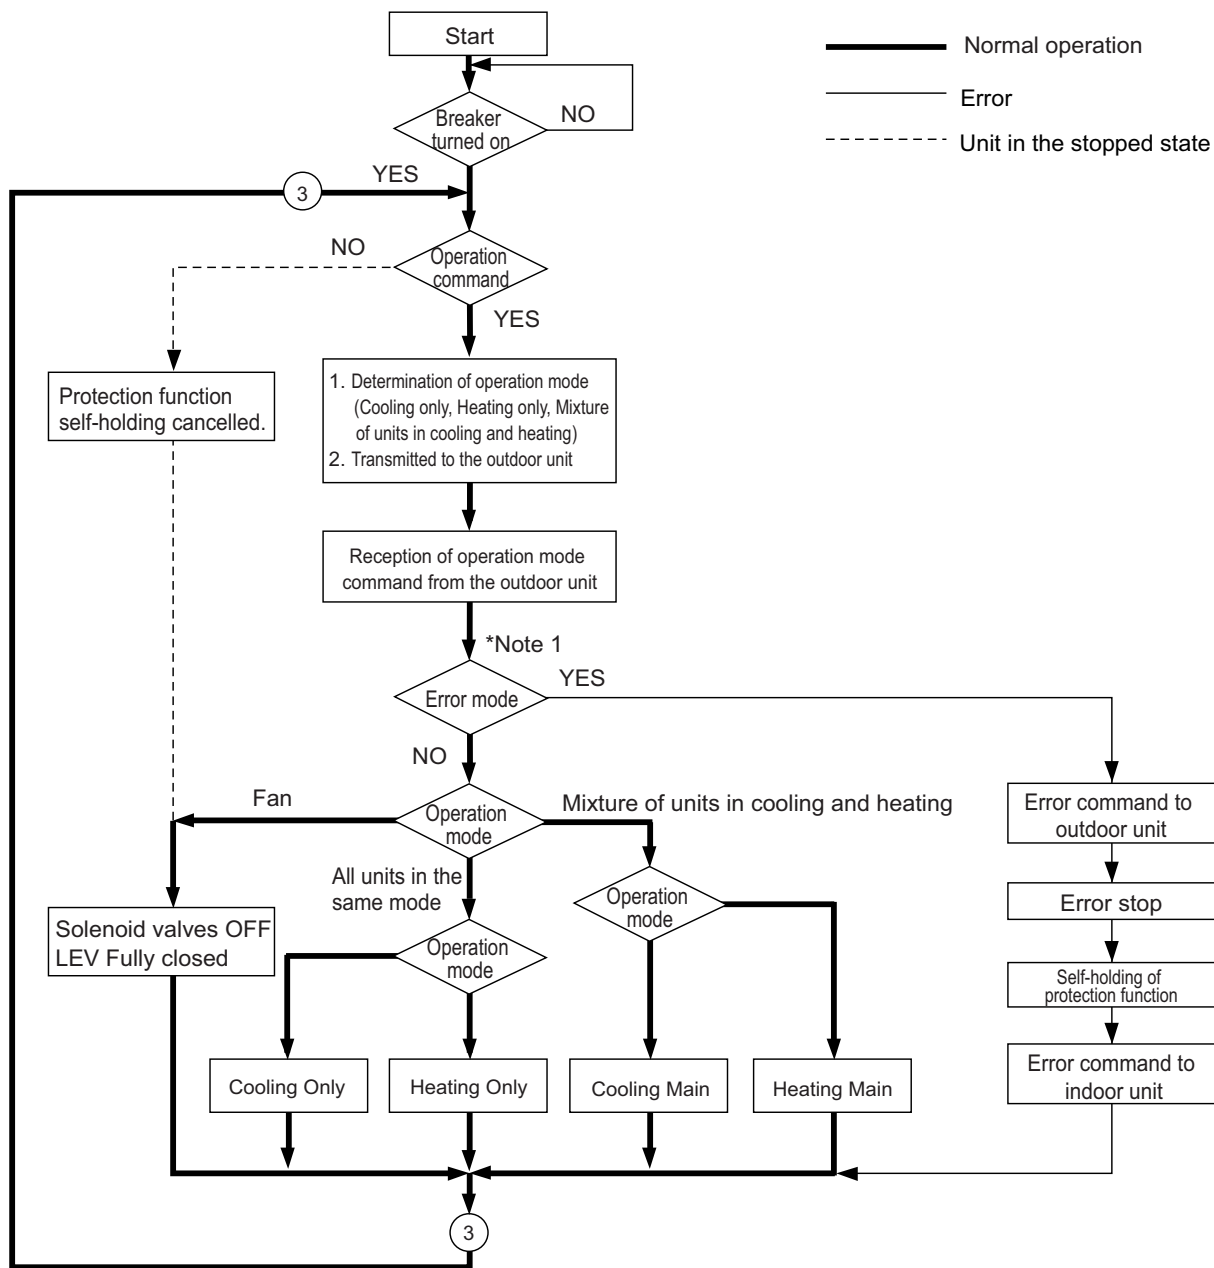 Start
Normal operation
Error
Unit in the stopped state
Breaker
turned on
NO
YES
3
NO
Operation
command
YES
Protection function
self-holding cancelled.
1. Determination of operation mode
(Cooling only, Heating only, Mixture
of units in cooling and heating)
2. Transmitted to the outdoor unit
Reception of operation mode
command from the outdoor unit
*Note 1
Error mode
YES
NO
Fan
Operation
mode
Mixture of units in cooling and heating
Error command to
outdoor unit
All units in the
same mode
Operation
mode
Error stop
Solenoid valves OFF
LEV Fully closed
Operation
mode
Self-holding of
protection function
Cooling Only
Heating Only
Cooling Main
Heating Main
Error command to
indoor unit
3